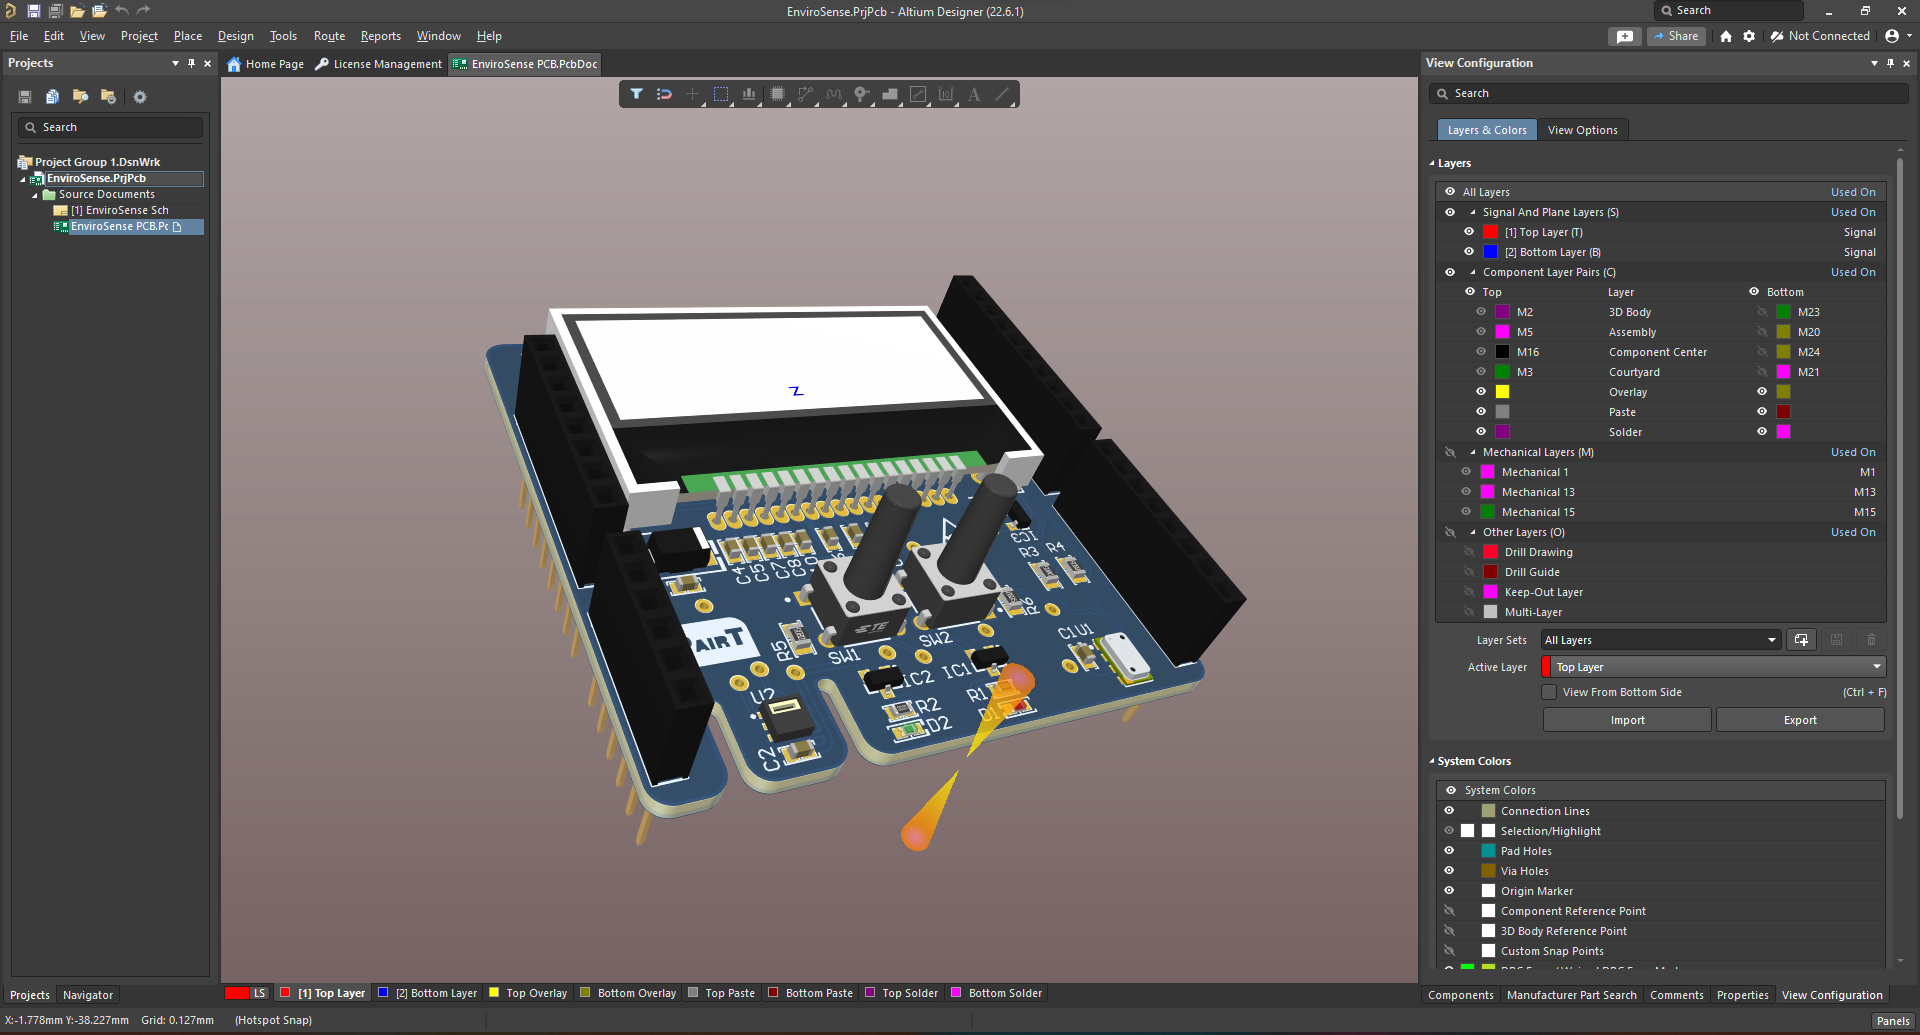 EnviroSense.PrjPcb - Altium Designer (22.6.1)
Search
File Edit View Project Place Design Tools Route Reports Window Help
Share
Not Connected
Projects
Home Page
License Management
EnviroSense PCB.PcbDoc
View Configuration
Search
Search
Layers & Colors
View Options
Project Group 1.DsnWrk
EnviroSense.PrjPcb
Source Documents
[1] EnviroSense Sch
EnviroSense PCB.Pc
Layers
All Layers Used On
Signal And Plane Layers (S) Used On
[1] Top Layer (T) Signal
[2] Bottom Layer (B) Signal
Component Layer Pairs (C) Used On
Top Layer Bottom
M2 3D Body M23
M5 Assembly M20
M16 Component Center M24
M3 Courtyard M21
Overlay
Paste
Solder
Mechanical Layers (M) Used On
Mechanical 1 M1
Mechanical 13 M13
Mechanical 15 M15
Other Layers (O) Used On
Drill Drawing
Drill Guide
Keep-Out Layer
Multi-Layer
Layer Sets All Layers
Active Layer Top Layer
View From Bottom Side (Ctrl + F)
Import
Export
System Colors
System Colors
Connection Lines
Selection/Highlight
Pad Holes
Via Holes
Origin Marker
Component Reference Point
3D Body Reference Point
Custom Snap Points
Z
C4
C5
C7
C8
IC3
R3
R4
R6
TE
R5
SW1
SW2
C1
U1
IC2
IC1
R1
D1
R2
D2
U2
C2
Projects
Navigator
LS
[1] Top Layer
[2] Bottom Layer
Top Overlay
Bottom Overlay
Top Paste
Bottom Paste
Top Solder
Bottom Solder
Components
Manufacturer Part Search
Comments
Properties
View Configuration
X:-1.778mm Y:-38.227mm Grid: 0.127mm (Hotspot Snap)
Panels